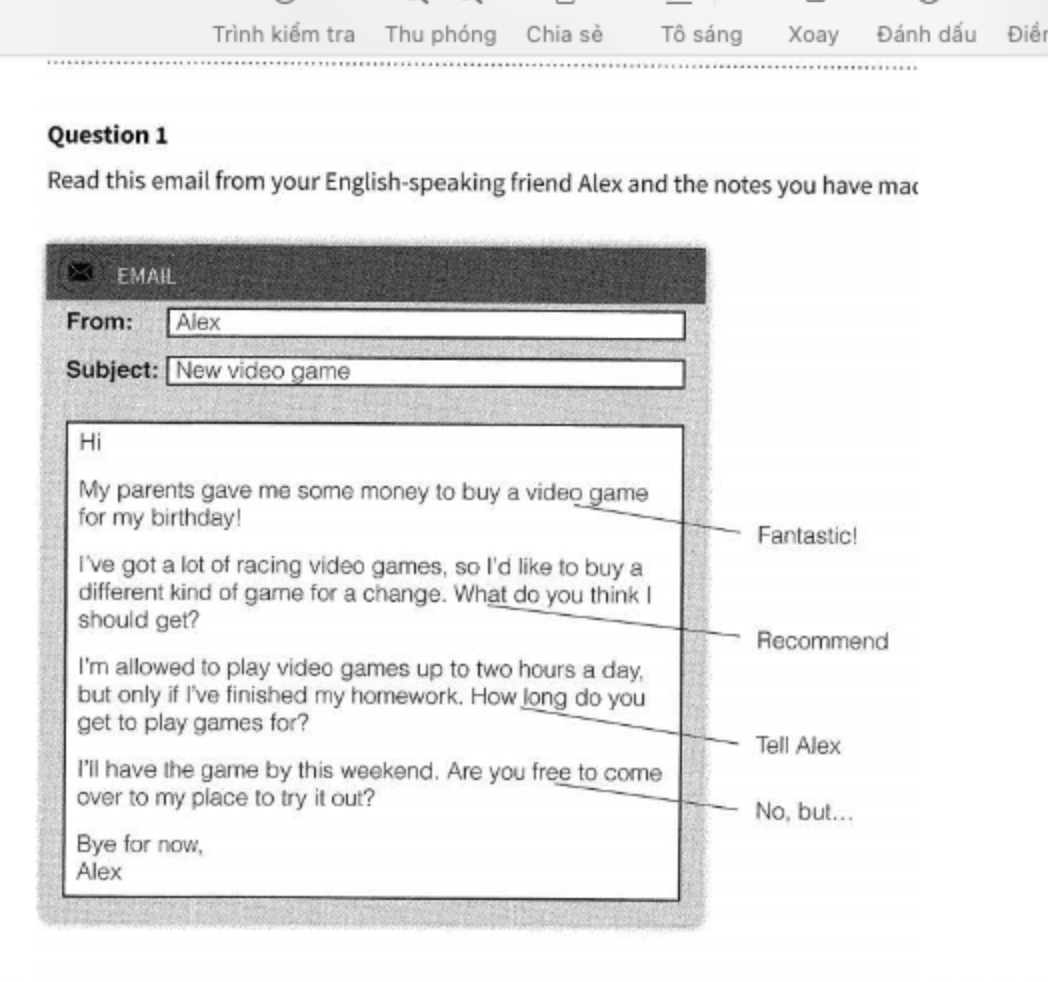 Trình kiểm tra Thu phóng Chia sẻ Tô sáng Xoay Đánh dấu
Question 1
Read this email from your English-speaking friend Alex and the notes you have
EMAIL
From: Alex
Subject: New video game
Hi
My parents gave me some money to buy a video game
for my birthday!
Fantastic!
I've got a lot of racing video games, so I'd like to buy a
different kind of game for a change. What do you think I
should get?
Recommend
I'm allowed to play video games up to two hours a day,
but only if I've finished my homework. How long do you
get to play games for?
Tell Alex
I'll have the game by this weekend. Are you free to come
over to my place to try it out?
No, but...
Bye for now,
Alex